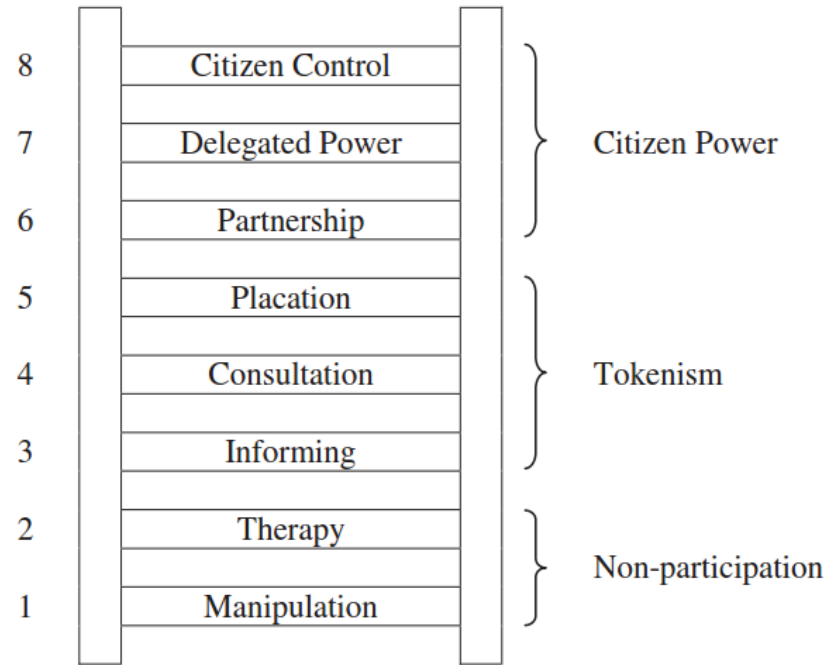 8 Citizen Control
7 Delegated Power Citizen Power
6 Partnership
5 Placation
4 Consultation Tokenism
3 Informing
2 Therapy
Non-participation
1 Manipulation